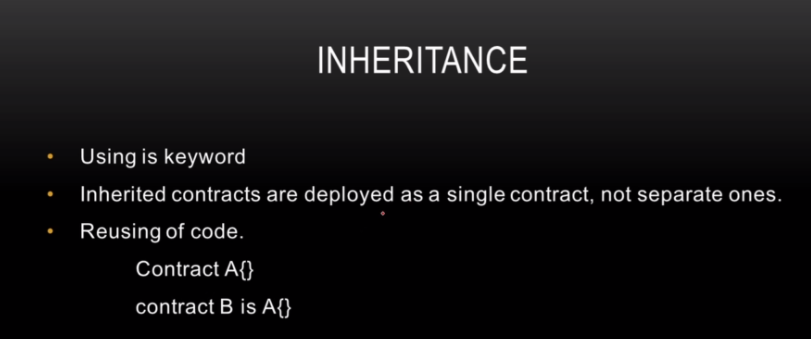 INHERITANCE
• Using is keyword
• Inherited contracts are deployed as a single contract, not separate ones.
• Reusing of code.
Contract A{}
contract B is A{}